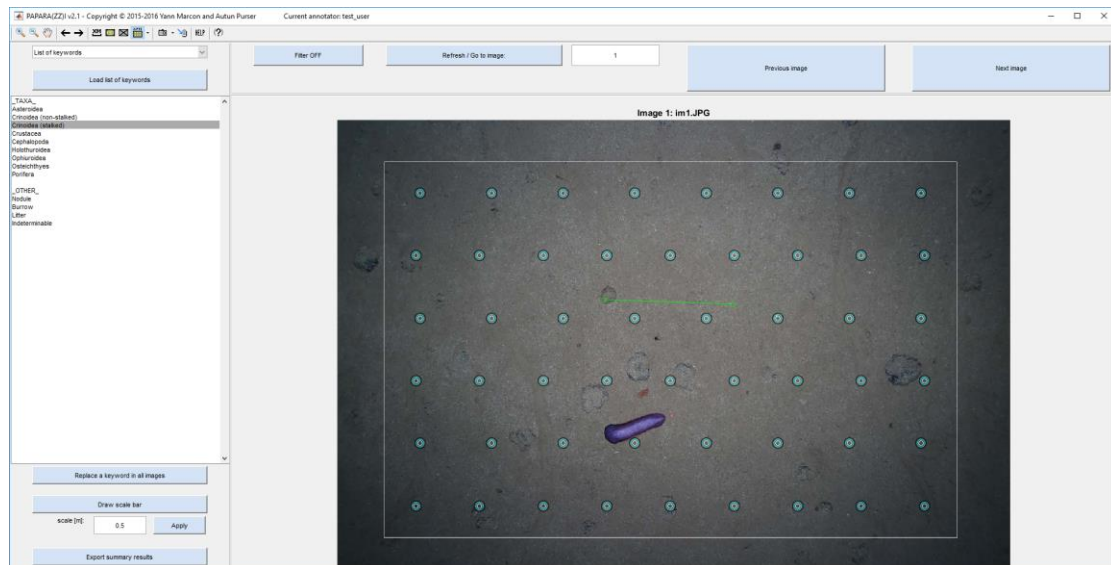 PAPARA(ZZ)I v2.1 - Copyright © 2015-2016 Yann Marcon and Autun Purser Current annotator: test_user
HELP
List of keywords
Load list of keywords
Filter OFF
Refresh / Go to image:
1
Previous image
Next image
_TAXA_
Asteroidea
Crinoidea (non-stalked)
Crinoidea (stalked)
Crustacea
Cephalopoda
Holothuroidea
Ophiuroidea
Osteichthyes
Porifera
_OTHER_
Nodule
Burrow
Litter
Indeterminable
Image 1: im1.JPG
Replace a keyword in all images
Draw scale bar
scale [m]:
0.5
Apply
Export summary results